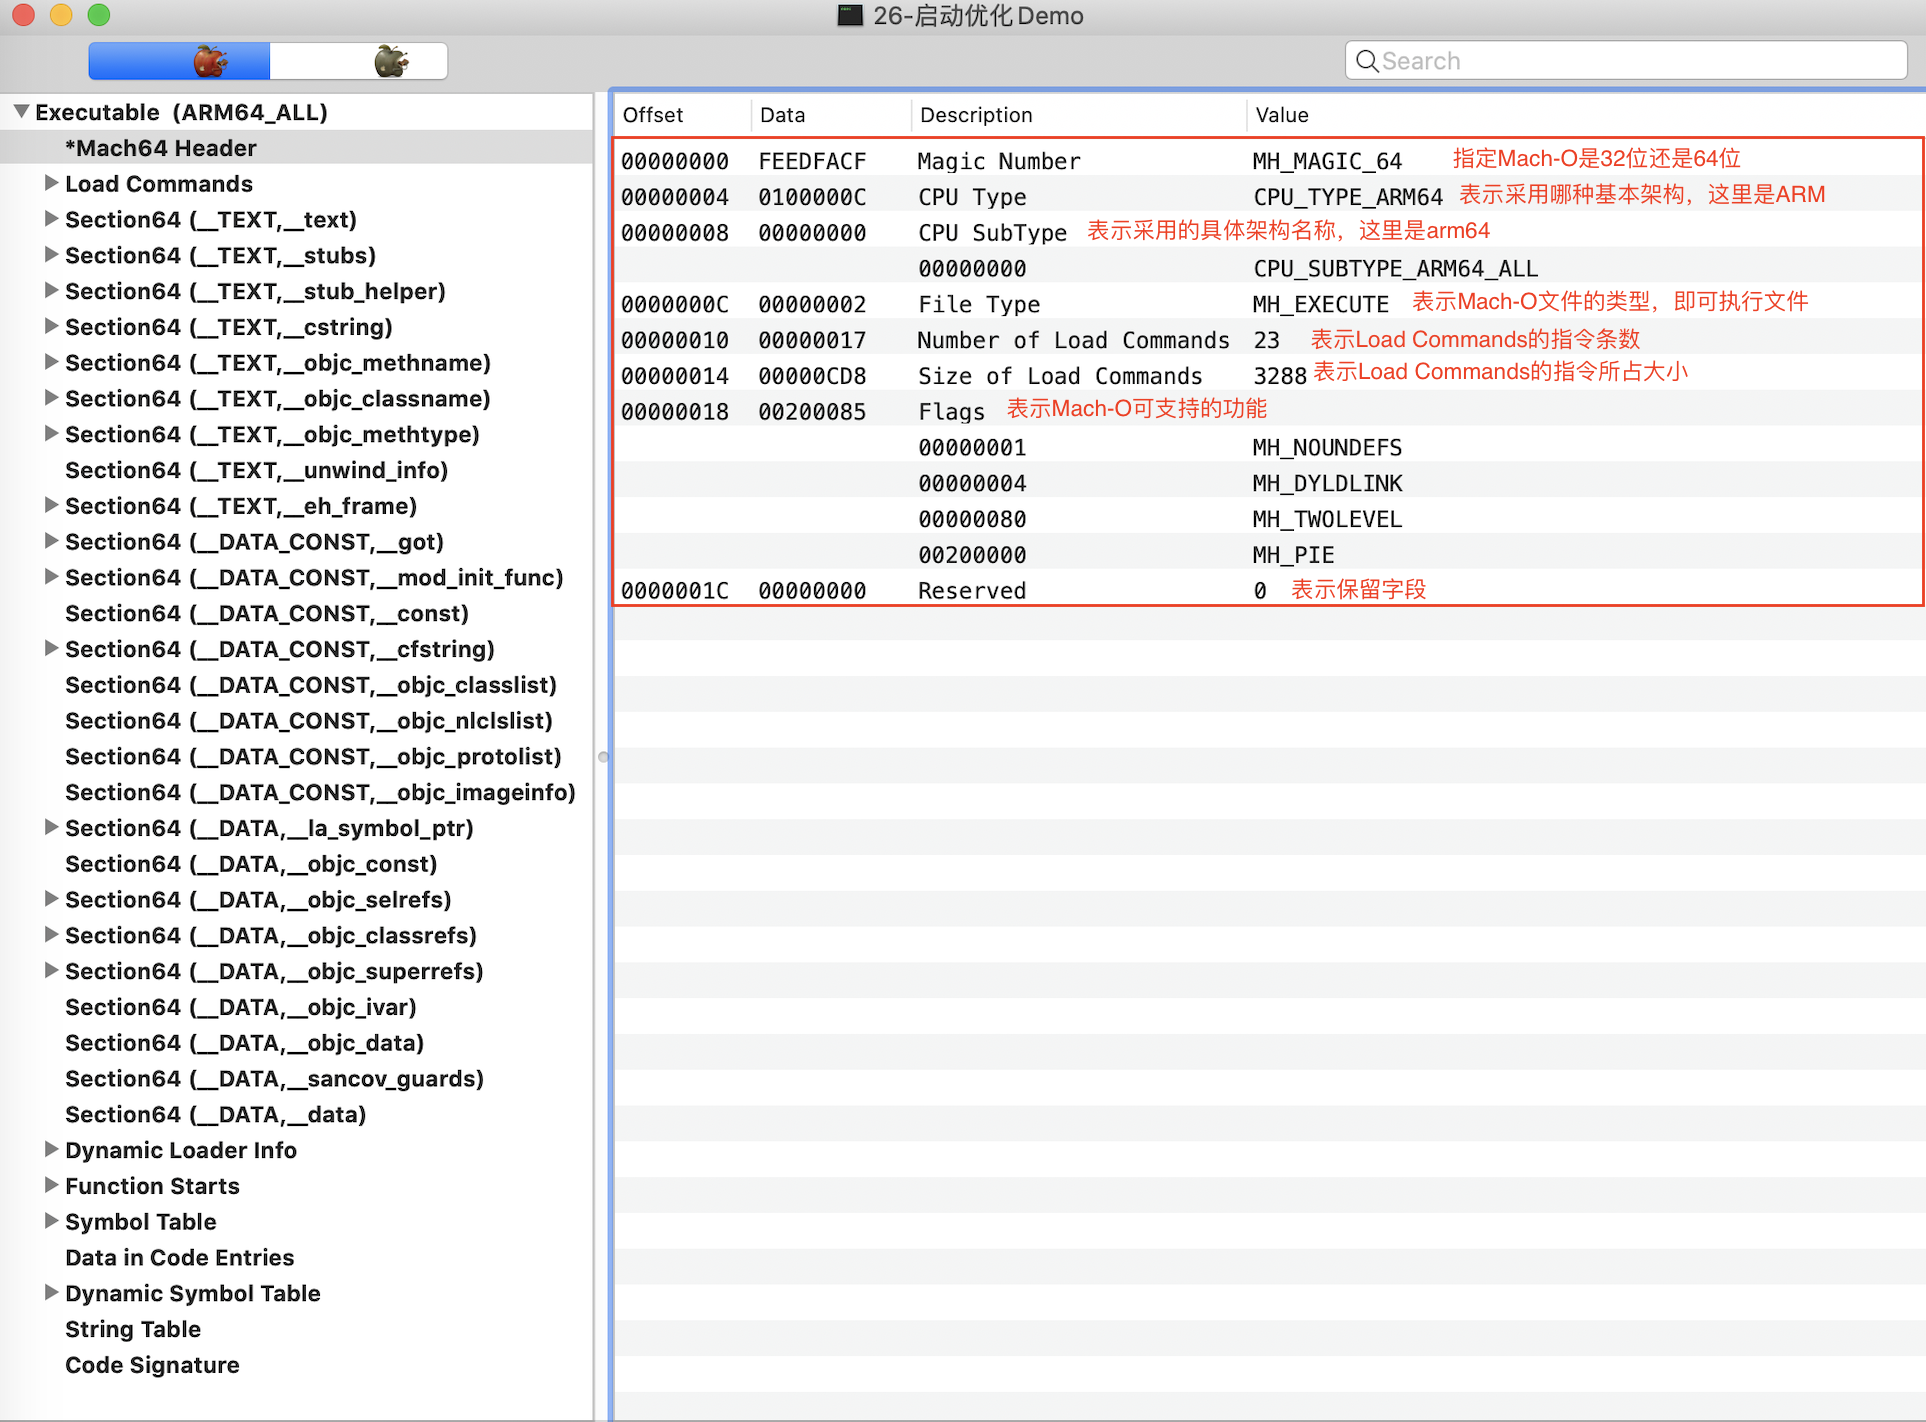 26-启动优化Demo
Search
Executable (ARM64_ALL)
*Mach64 Header
Load Commands
Section64 (__TEXT,__text)
Section64 (__TEXT,__stubs)
Section64 (__TEXT,__stub_helper)
Section64 (__TEXT,__cstring)
Section64 (__TEXT,__objc_methname)
Section64 (__TEXT,__objc_classname)
Section64 (__TEXT,__objc_methtype)
Section64 (__TEXT,__unwind_info)
Section64 (__TEXT,__eh_frame)
Section64 (__DATA_CONST,__got)
Section64 (__DATA_CONST,__mod_init_func)
Section64 (__DATA_CONST,__const)
Section64 (__DATA_CONST,__cfstring)
Section64 (__DATA_CONST,__objc_classlist)
Section64 (__DATA_CONST,__objc_nlclslist)
Section64 (__DATA_CONST,__objc_protolist)
Section64 (__DATA_CONST,__objc_imageinfo)
Section64 (__DATA,__la_symbol_ptr)
Section64 (__DATA,__objc_const)
Section64 (__DATA,__objc_selrefs)
Section64 (__DATA,__objc_classrefs)
Section64 (__DATA,__objc_superrefs)
Section64 (__DATA,__objc_ivar)
Section64 (__DATA,__objc_data)
Section64 (__DATA,__sancov_guards)
Section64 (__DATA,__data)
Dynamic Loader Info
Function Starts
Symbol Table
Data in Code Entries
Dynamic Symbol Table
String Table
Code Signature
Offset Data Description Value
00000000 FEEDFACF Magic Number MH_MAGIC_64 指定Mach-O是32位还是64位
00000004 0100000C CPU Type CPU_TYPE_ARM64 表示采用哪种基本架构，这里是ARM
00000008 00000000 CPU SubType 表示采用的具体架构名称，这里是arm64
00000000 CPU_SUBTYPE_ARM64_ALL
0000000C 00000002 File Type MH_EXECUTE 表示Mach-O文件的类型，即可执行文件
00000010 00000017 Number of Load Commands 23 表示Load Commands的指令条数
00000014 00000CD8 Size of Load Commands 3288 表示Load Commands的指令所占大小
00000018 00200085 Flags 表示Mach-O可支持的功能
00000001 MH_NOUNDEFS
00000004 MH_DYLDLINK
00000080 MH_TWOLEVEL
00200000 MH_PIE
0000001C 00000000 Reserved 0 表示保留字段